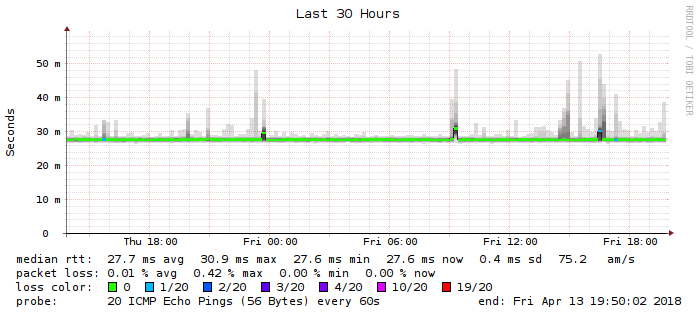 Last 30 Hours
RRDTOOL / TOBI OETIKER
Seconds
50 m
40 m
30 m
20 m
10 m
0
Thu 18:00 Fri 00:00 Fri 06:00 Fri 12:00 Fri 18:00
median rtt: 27.7 ms avg 30.9 ms max 27.6 ms min 27.6 ms now 0.4 ms sd 75.2 am/s
packet loss: 0.01 % avg 0.42 % max 0.00 % min 0.00 % now
loss color: 0 1/20 2/20 3/20 4/20 10/20 19/20
probe: 20 ICMP Echo Pings (56 Bytes) every 60s end: Fri Apr 13 19:50:02 2018